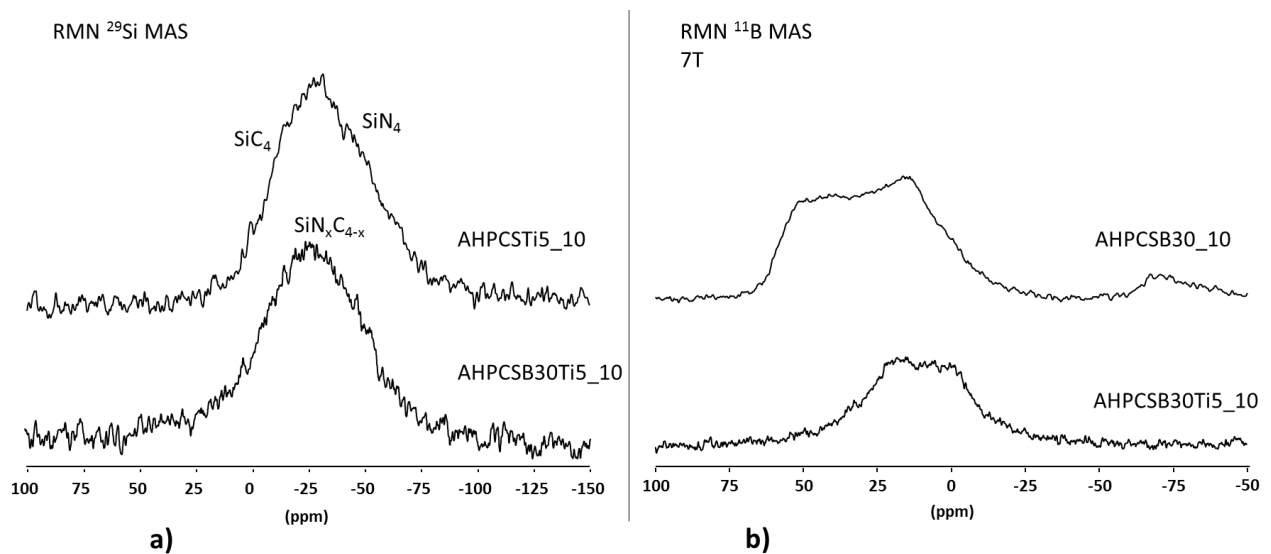 RMN ²⁹Si MAS
SiC₄
SiN₄
SiNₓC₄₋ₓ
AHPCSTi5_10
AHPCSB30Ti5_10
100 75 50 25 0 -25 -50 -75 -100 -125 -150
(ppm)
a)
RMN ¹¹B MAS
7T
AHPCSB30_10
AHPCSB30Ti5_10
100 75 50 25 0 -25 -50 -75 -50
(ppm)
b)